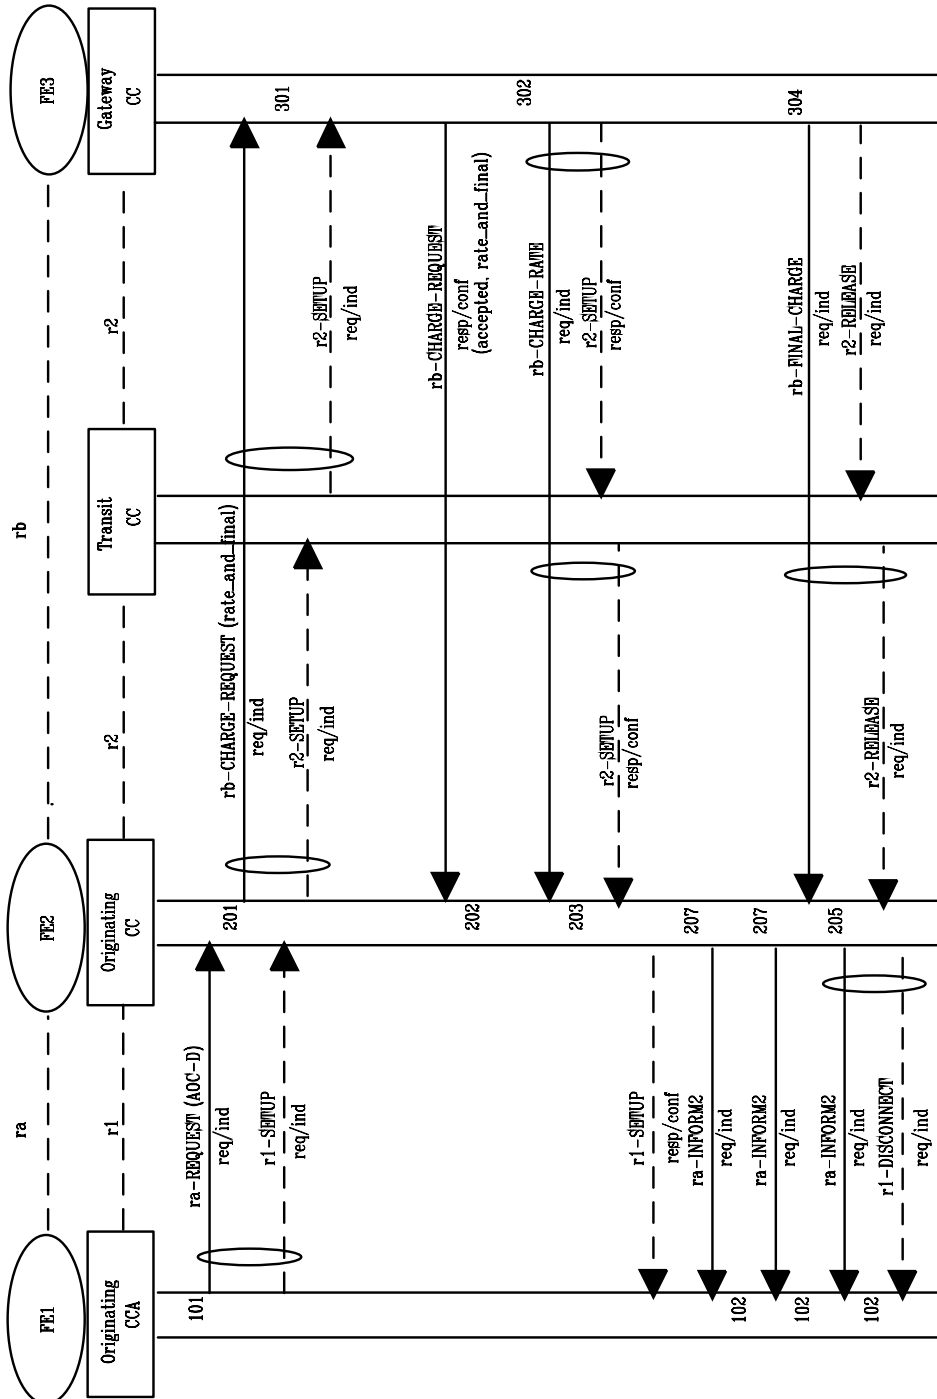 FE1
ra
FE2
rb
FE3
Originating
CCA
r1
Originating
CC
r2
Transit
CC
r2
Gateway
CC
101
ra-REQUEST (AOC-D)
req/ind
r1-SETUP
req/ind
201
rb-CHARGE-REQUEST (rate_and_final)
req/ind
r2-SETUP
req/ind
r2-SETUP
req/ind
301
rb-CHARGE-REQUEST
resp/conf
(accepted, rate_and_final)
202
302
rb-CHARGE-RATE
req/ind
r2-SETUP
resp/conf
203
r2-SETUP
resp/conf
r1-SETUP
resp/conf
207
ra-INFORM2
req/ind
102
207
ra-INFORM2
req/ind
102
304
rb-FINAL-CHARGE
req/ind
r2-RELEASE
req/ind
205
ra-INFORM2
req/ind
102
r2-RELEASE
req/ind
r1-DISCONNECT
req/ind